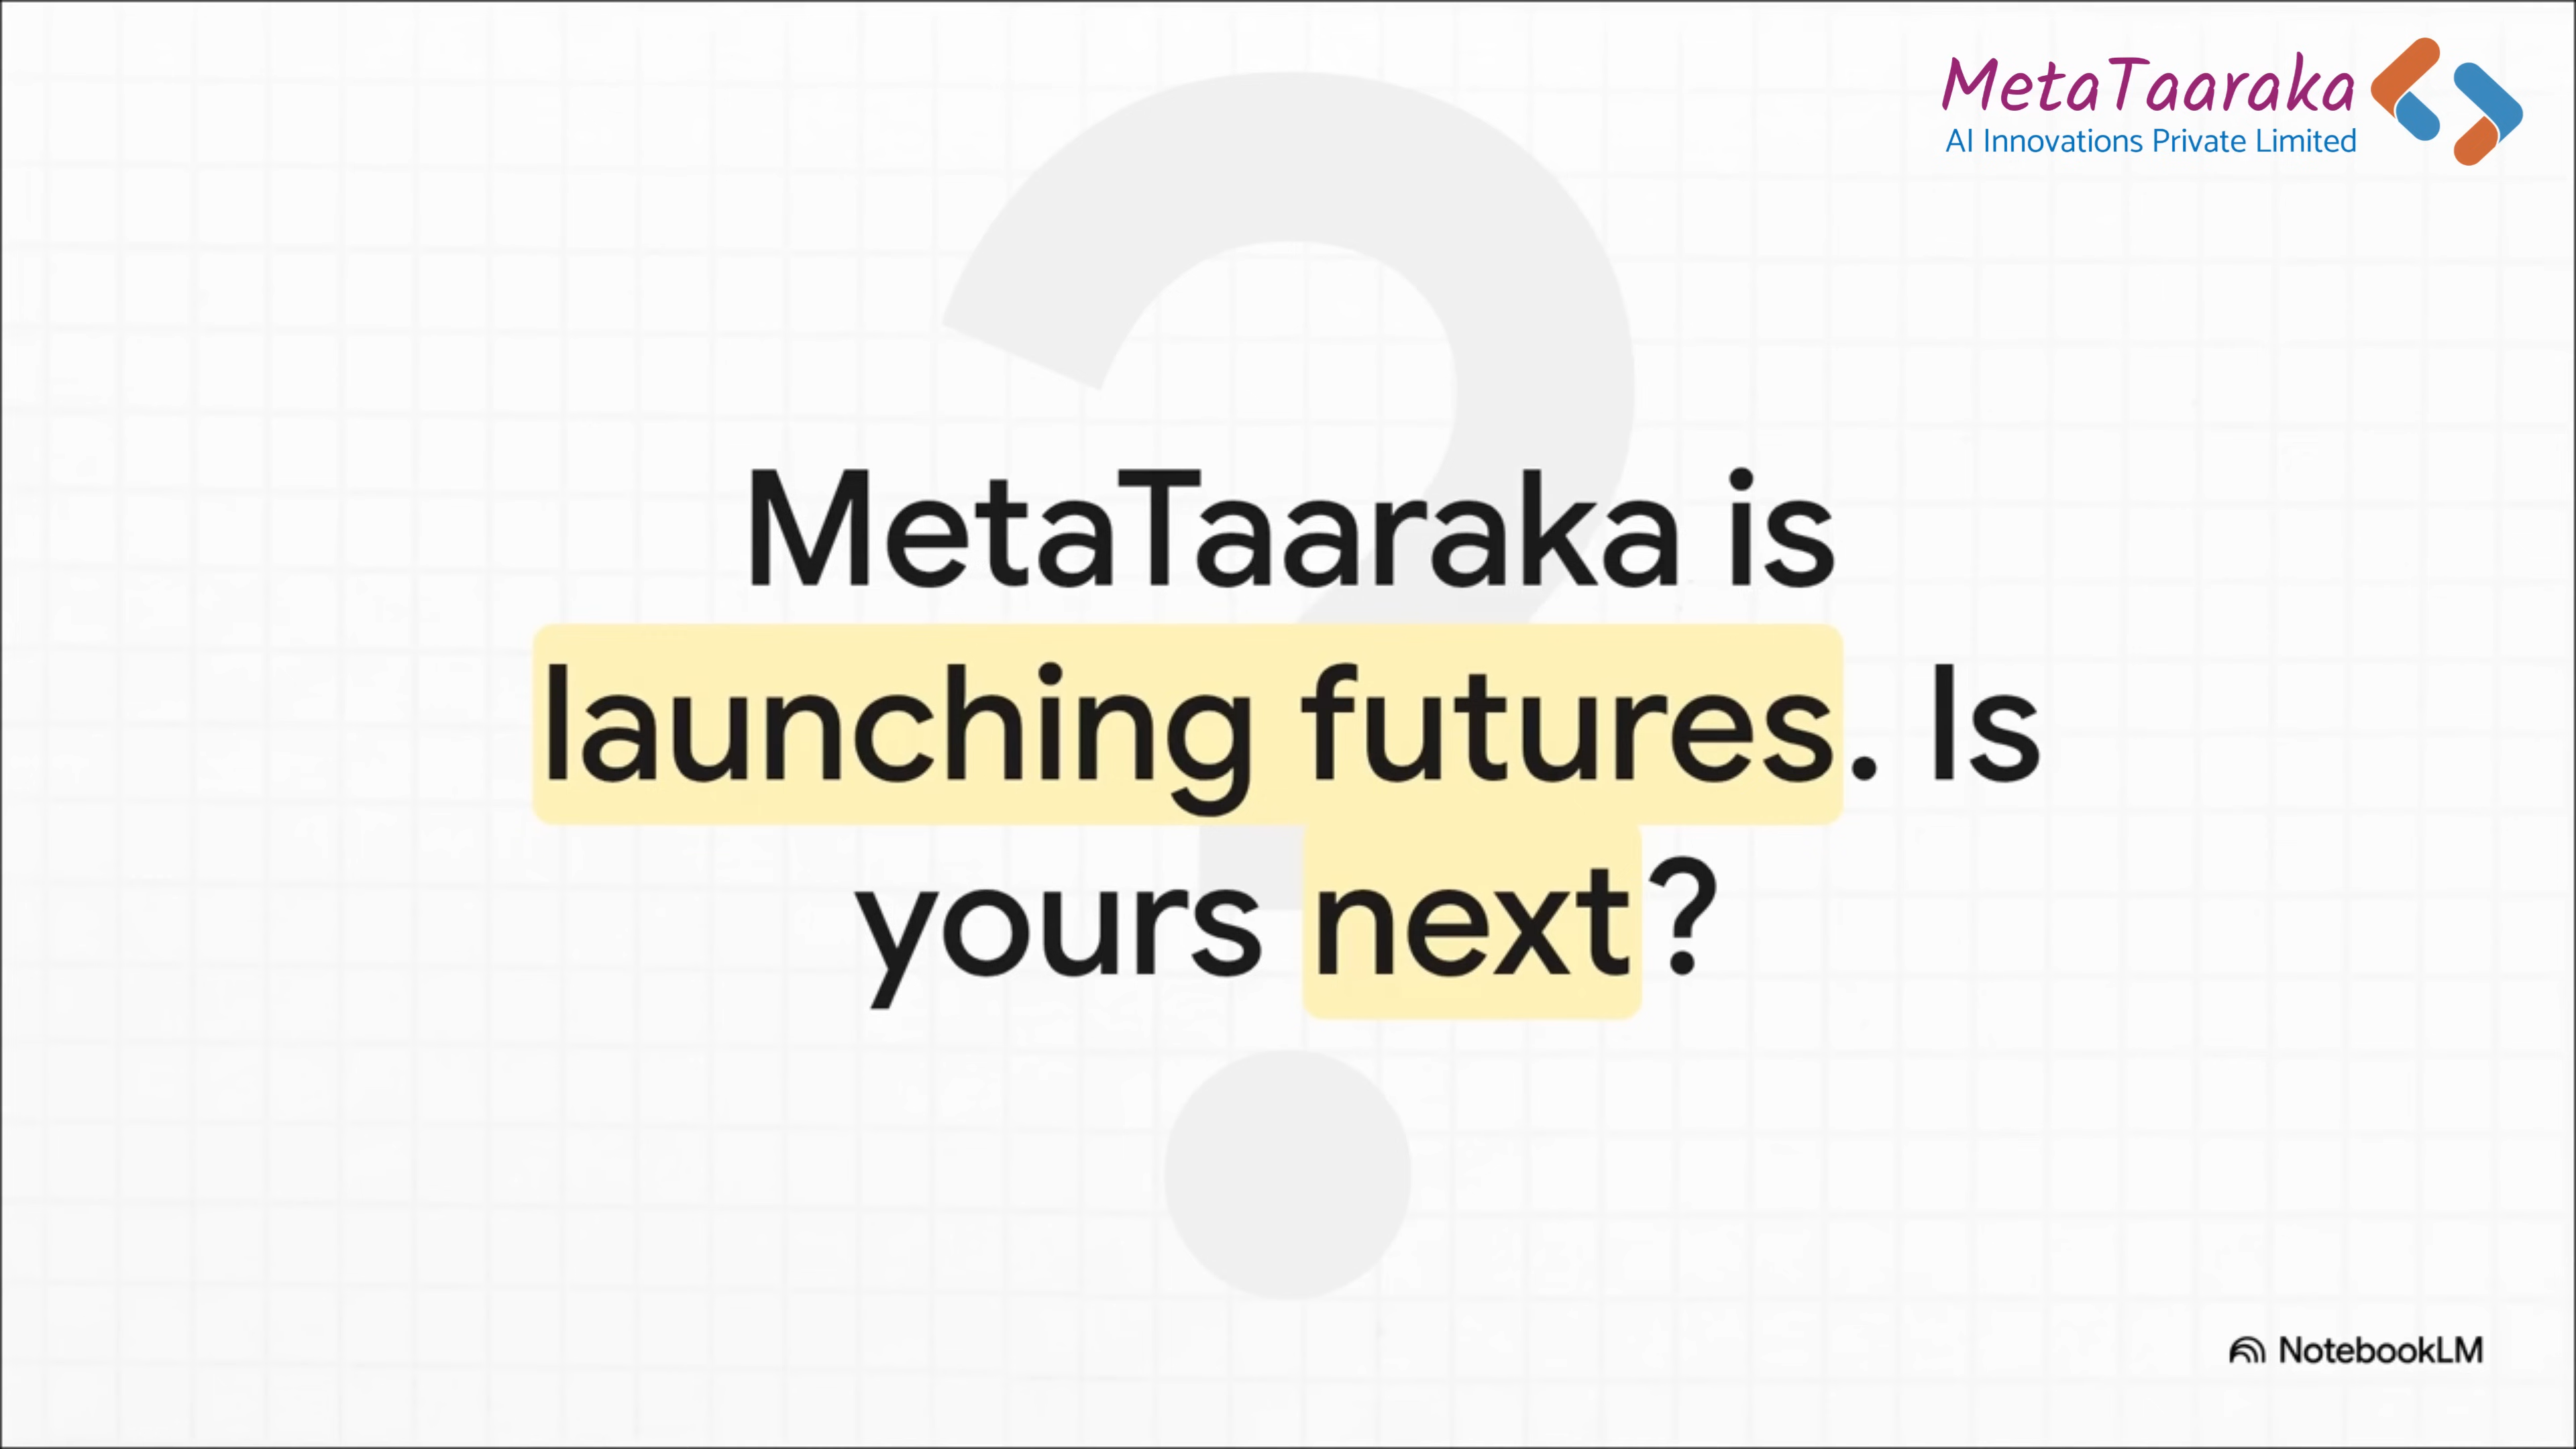 MetaTaaraka
AI Innovations Private Limited
MetaTaaraka is
launching futures. Is
yours next?
NotebookLM